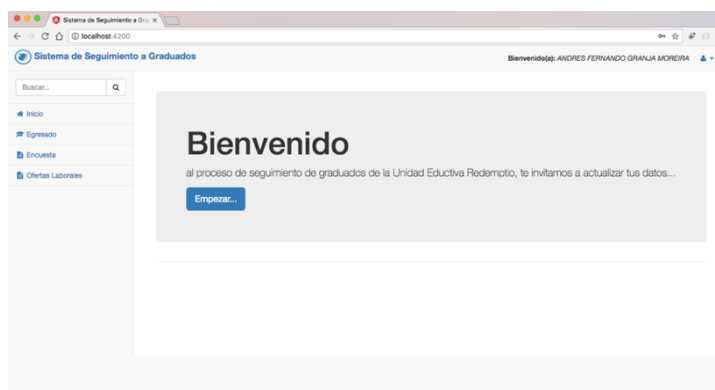 Sistema de Seguimiento a Grad
localhost:4200
Sistema de Seguimiento a Graduados
Bienvenido(a): ANDRES FERNANDO GRANJA MOREIRA
Buscar...
Inicio
Egresado
Encuesta
Ofertas Laborales
Bienvenido
al proceso de seguimiento de graduados de la Unidad Eductiva Redemptio, te invitamos a actualizar tus datos...
Empezar...